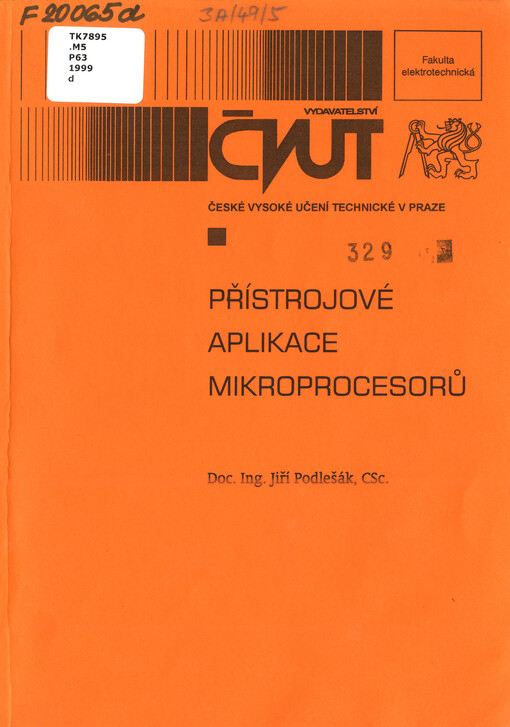 F 20065d
3A/49/5
TK7895
.M5
P63
1999
d
Fakulta
elektrotechnická
VYDAVATELSTVÍ
ČVUT
ČESKÉ VYSOKÉ UČENÍ TECHNICKÉ V PRAZE
329
PŘÍSTROJOVÉ
APLIKACE
MIKROPROCESORŮ
Doc. Ing. Jiří Podlešák, CSc.